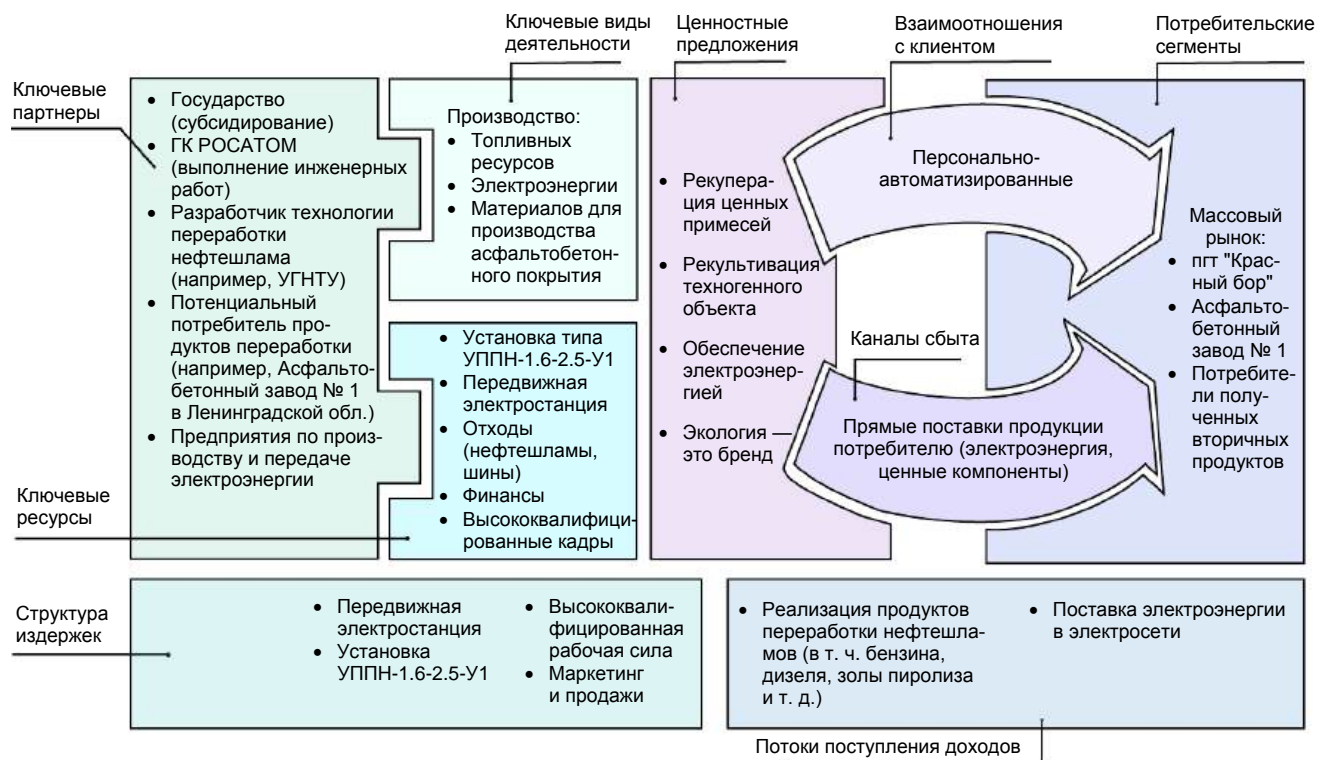 Ключевые
партнеры
• Государство
(субсидирование)
• ГК РОСАТОМ
(выполнение инженерных
работ)
• Разработчик технологии
переработки
нефтешлама
(например, УГНТУ)
• Потенциальный
потребитель про-
дуктов переработки
(например, Асфальто-
бетонный завод № 1
в Ленинградской обл.)
• Предприятия по произ-
водству и передаче
электроэнергии
Ключевые виды
деятельности
Производство:
• Топливных
ресурсов
• Электроэнергии
• Материалов для
производства
асфальтобетон-
ного покрытия
Ключевые
ресурсы
• Установка типа
УППН-1.6-2.5-У1
• Передвижная
электростанция
• Отходы
(нефтешламы,
шины)
• Финансы
• Высококвалифици-
рованные кадры
Ценностные
предложения
• Рекупера-
ция ценных
примесей
• Рекультивация
техногенного
объекта
• Обеспечение
электроэнер-
гией
• Экология —
это бренд
Взаимоотношения
с клиентом
Персонально-
автоматизированные
Каналы сбыта
Прямые поставки продукции
потребителю (электроэнергия,
ценные компоненты)
Потребительские
сегменты
Массовый
рынок:
• пгт "Крас-
ный бор"
• Асфальто-
бетонный
завод № 1
• Потребите-
ли полу-
ченных
вторичных
продуктов
Структура
издержек
• Передвижная
электростанция
• Установка
УППН-1.6-2.5-У1
• Высококвали-
фицированная
рабочая сила
• Маркетинг
и продажи
• Реализация продуктов
переработки нефтешла-
мов (в т. ч. бензина,
дизеля, золы пиролиза
и т. д.)
• Поставка электроэнергии
в электросети
Потоки поступления доходов